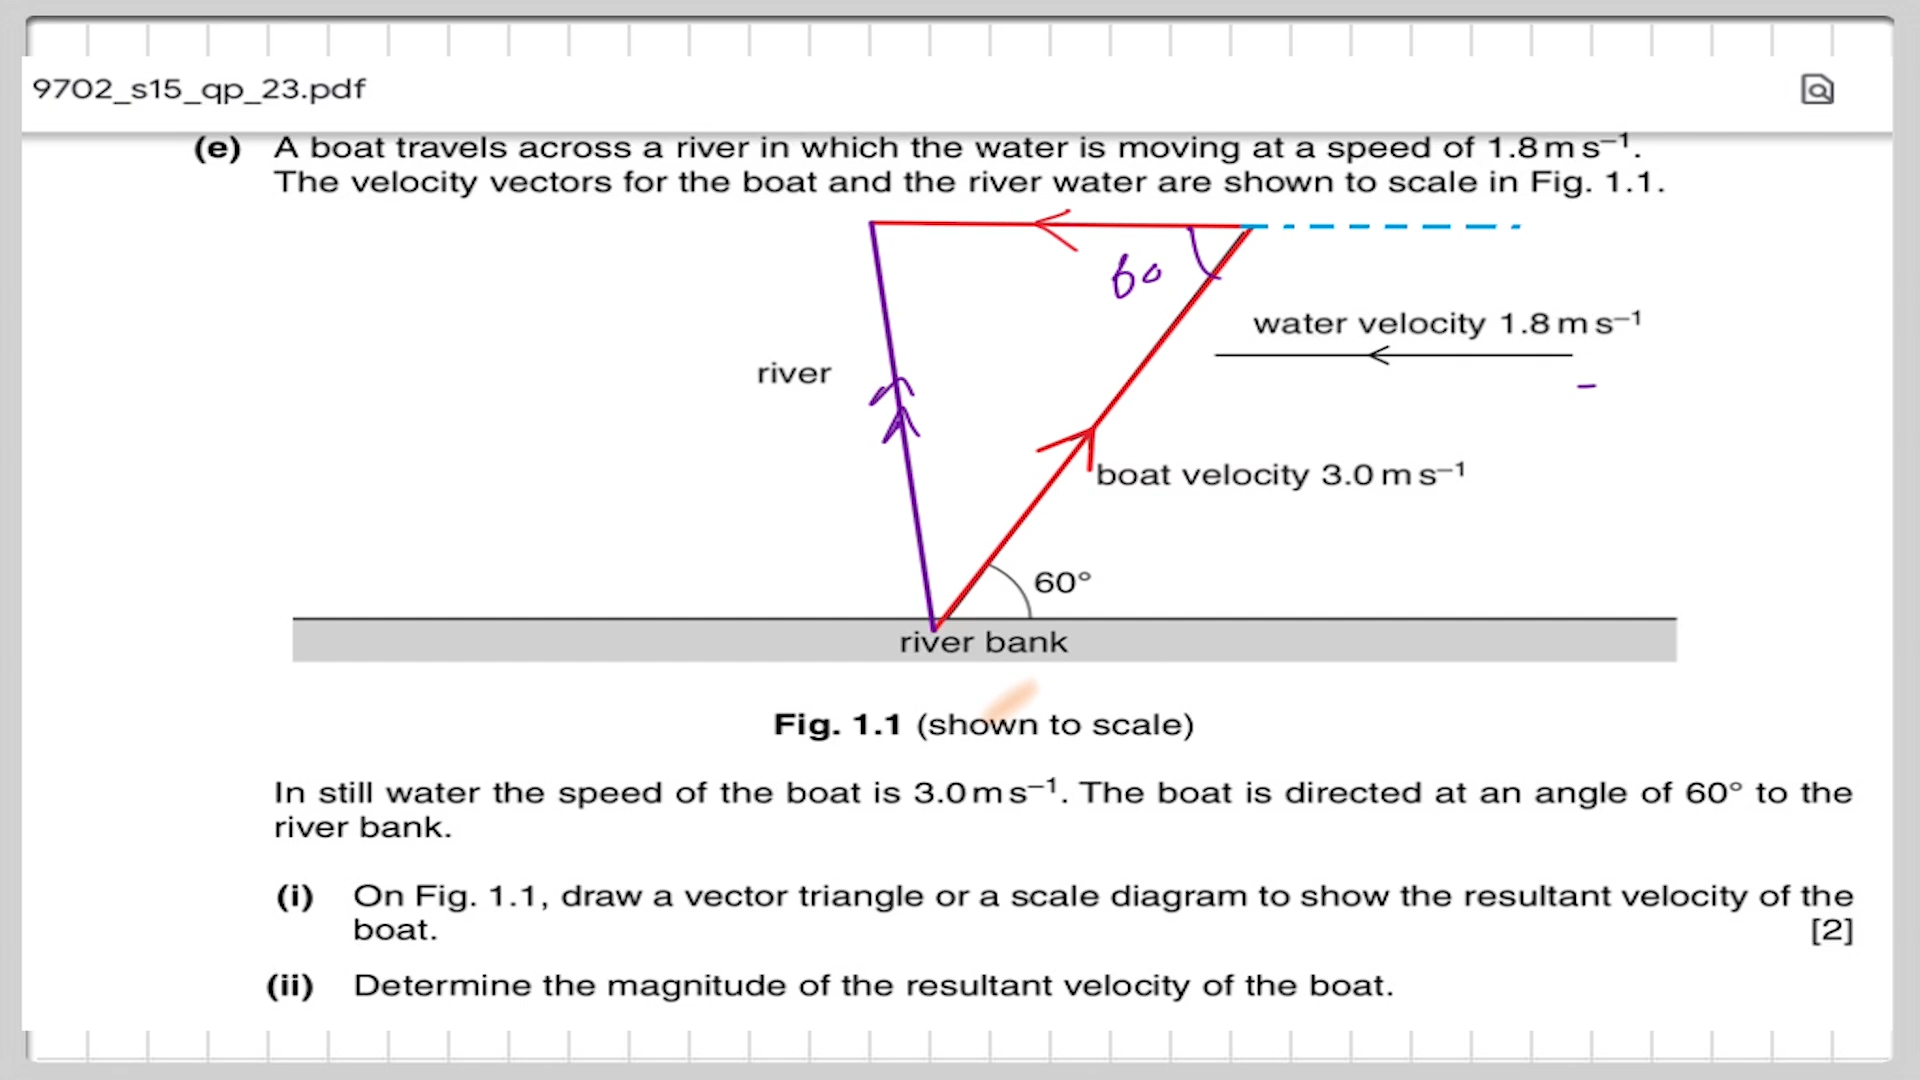 9702_s15_qp_23.pdf
(e) A boat travels across a river in which the water is moving at a speed of 1.8 m s⁻¹.
The velocity vectors for the boat and the river water are shown to scale in Fig. 1.1.
60
water velocity 1.8 m s⁻¹
river
boat velocity 3.0 m s⁻¹
60°
river bank
Fig. 1.1 (shown to scale)
In still water the speed of the boat is 3.0 m s⁻¹. The boat is directed at an angle of 60° to the
river bank.
(i) On Fig. 1.1, draw a vector triangle or a scale diagram to show the resultant velocity of the
boat. [2]
(ii) Determine the magnitude of the resultant velocity of the boat.